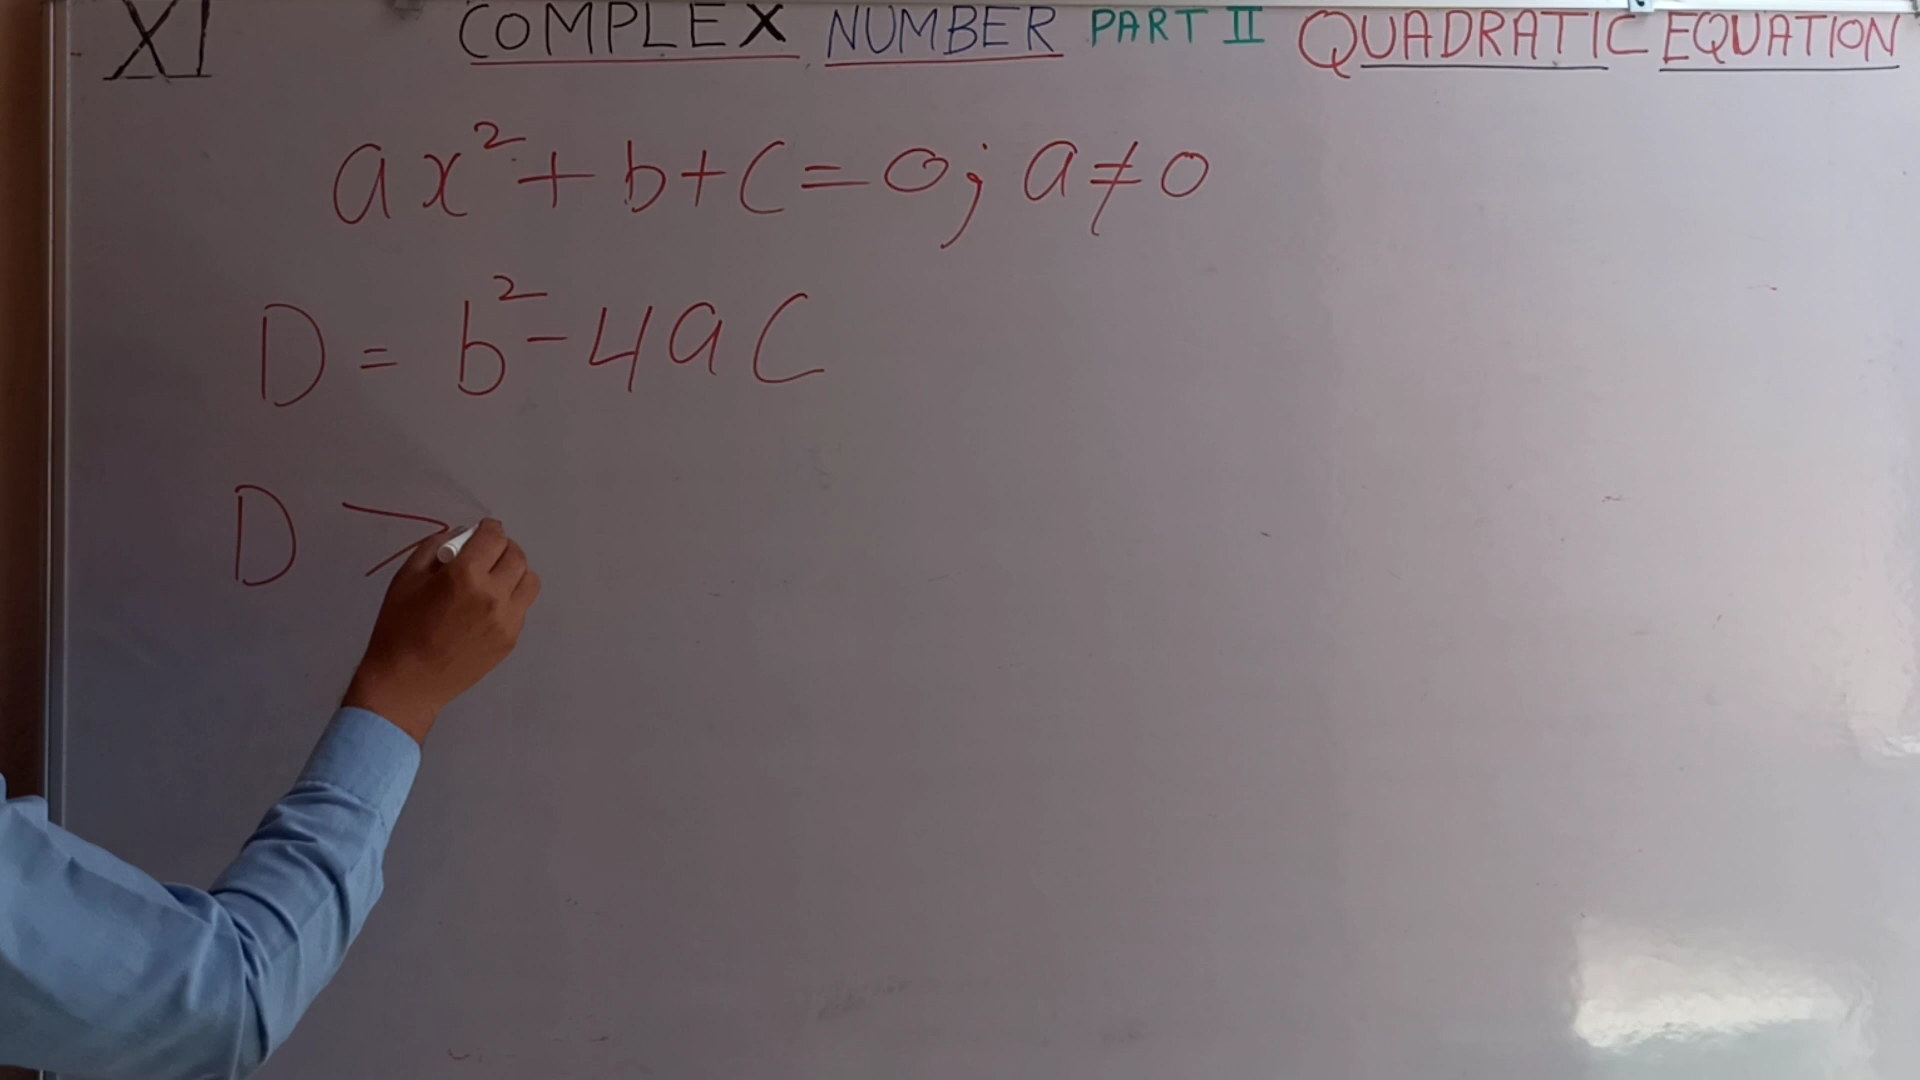 XI COMPLEX NUMBER PART II QUADRATIC EQUATION
ax² + b + c = 0; a ≠ 0
D = b² - 4ac
D >